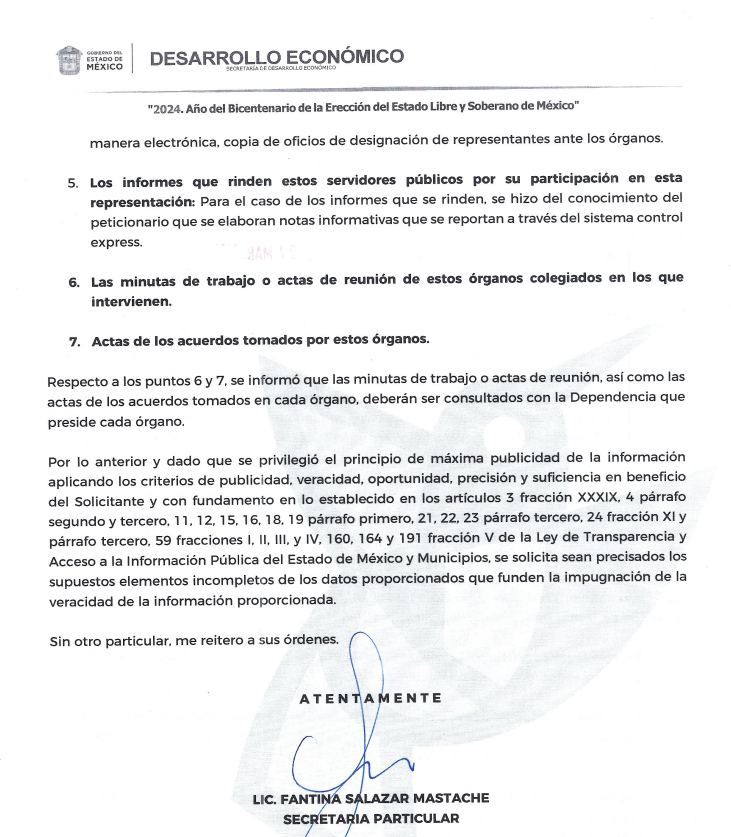 GOBIERNO DEL
ESTADO DE
MÉXICO
DESARROLLO ECONÓMICO
SECRETARÍA DE DESARROLLO ECONÓMICO
"2024. Año del Bicentenario de la Erección del Estado Libre y Soberano de México"
manera electrónica, copia de oficios de designación de representantes ante los órganos.
5. Los informes que rinden estos servidores públicos por su participación en esta
representación: Para el caso de los informes que se rinden, se hizo del conocimiento del
peticionario que se elaboran notas informativas que se reportan a través del sistema control
express.
6. Las minutas de trabajo o actas de reunión de estos órganos colegiados en los que
intervienen.
7. Actas de los acuerdos tomados por estos órganos.
Respecto a los puntos 6 y 7, se informó que las minutas de trabajo o actas de reunión, así como las
actas de los acuerdos tomados en cada órgano, deberán ser consultados con la Dependencia que
preside cada órgano.
Por lo anterior y dado que se privilegió el principio de máxima publicidad de la información
aplicando los criterios de publicidad, veracidad, oportunidad, precisión y suficiencia en beneficio
del Solicitante y con fundamento en lo establecido en los artículos 3 fracción XXXIX, 4 párrafo
segundo y tercero, 11, 12, 15, 16, 18, 19 párrafo primero, 21, 22, 23 párrafo tercero, 24 fracción XI y
párrafo tercero, 59 fracciones I, II, III, y IV, 160, 164 y 191 fracción V de la Ley de Transparencia y
Acceso a la Información Pública del Estado de México y Municipios, se solicita sean precisados los
supuestos elementos incompletos de los datos proporcionados que funden la impugnación de la
veracidad de la información proporcionada.
Sin otro particular, me reitero a sus órdenes.
ATENTAMENTE
LIC. FANTINA SALAZAR MASTACHE
SECRETARIA PARTICULAR